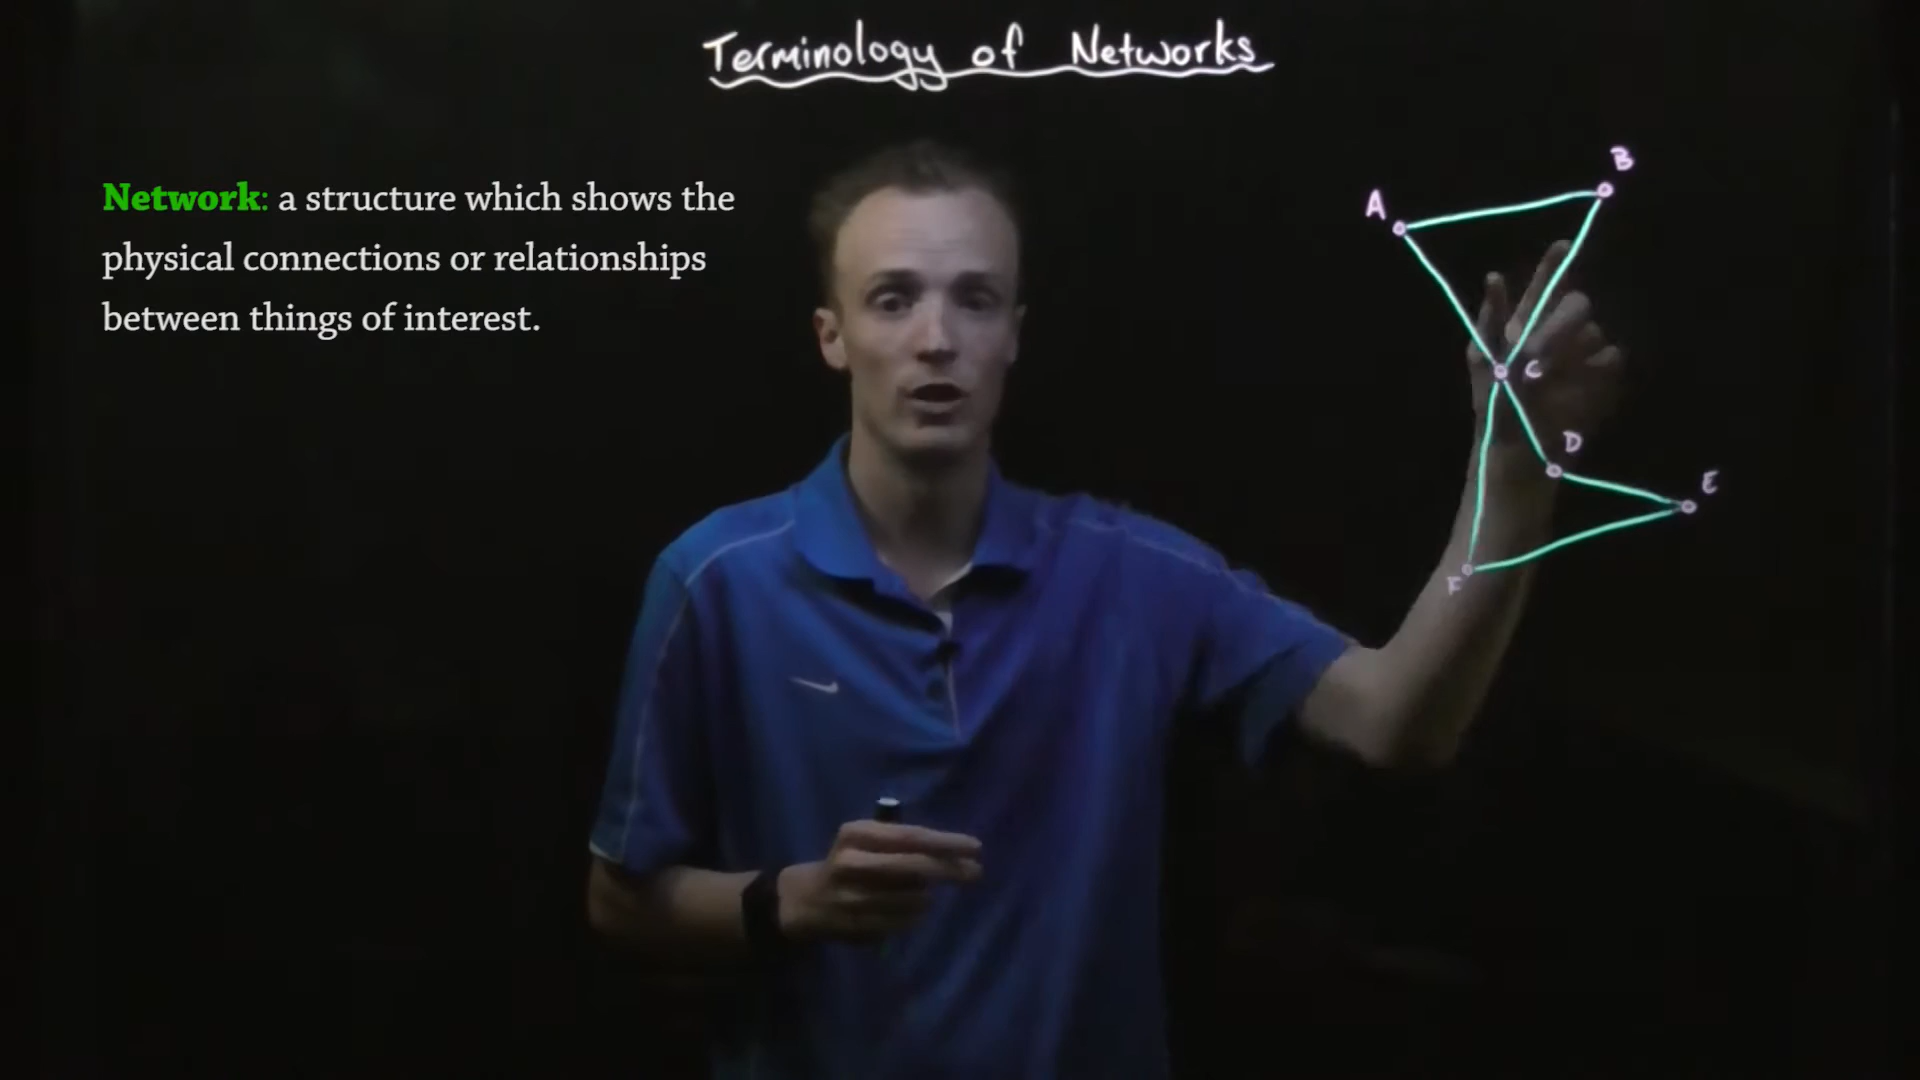 Terminology of Networks
Network: a structure which shows the
physical connections or relationships
between things of interest.
B
A
C
D
E
F